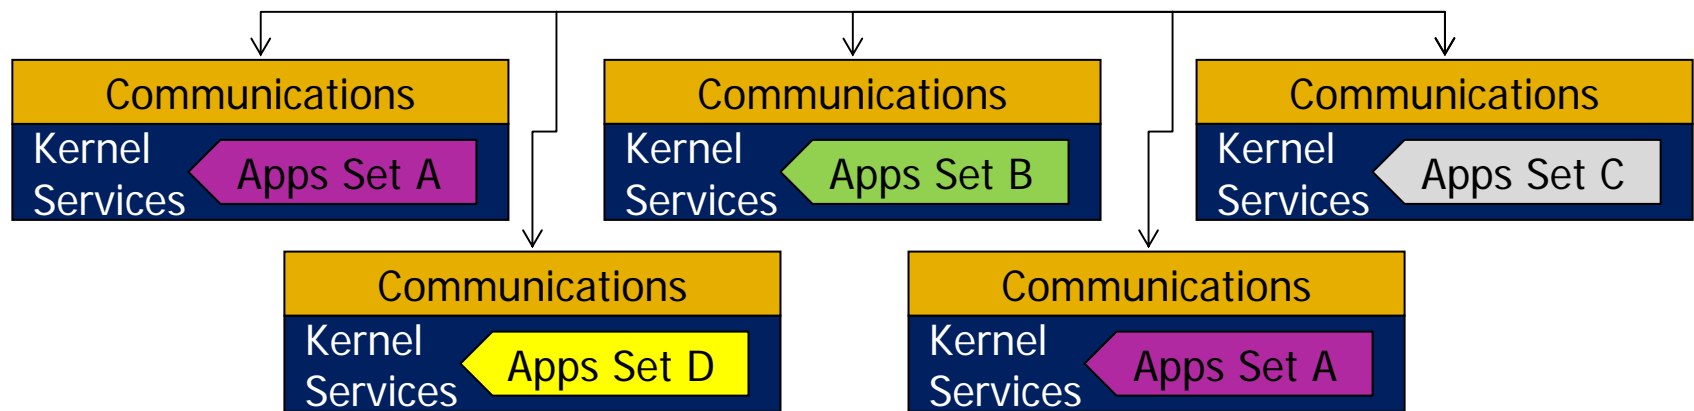 Communications
Kernel
Services
Apps Set A
Communications
Kernel
Services
Apps Set B
Communications
Kernel
Services
Apps Set C
Communications
Kernel
Services
Apps Set D
Communications
Kernel
Services
Apps Set A